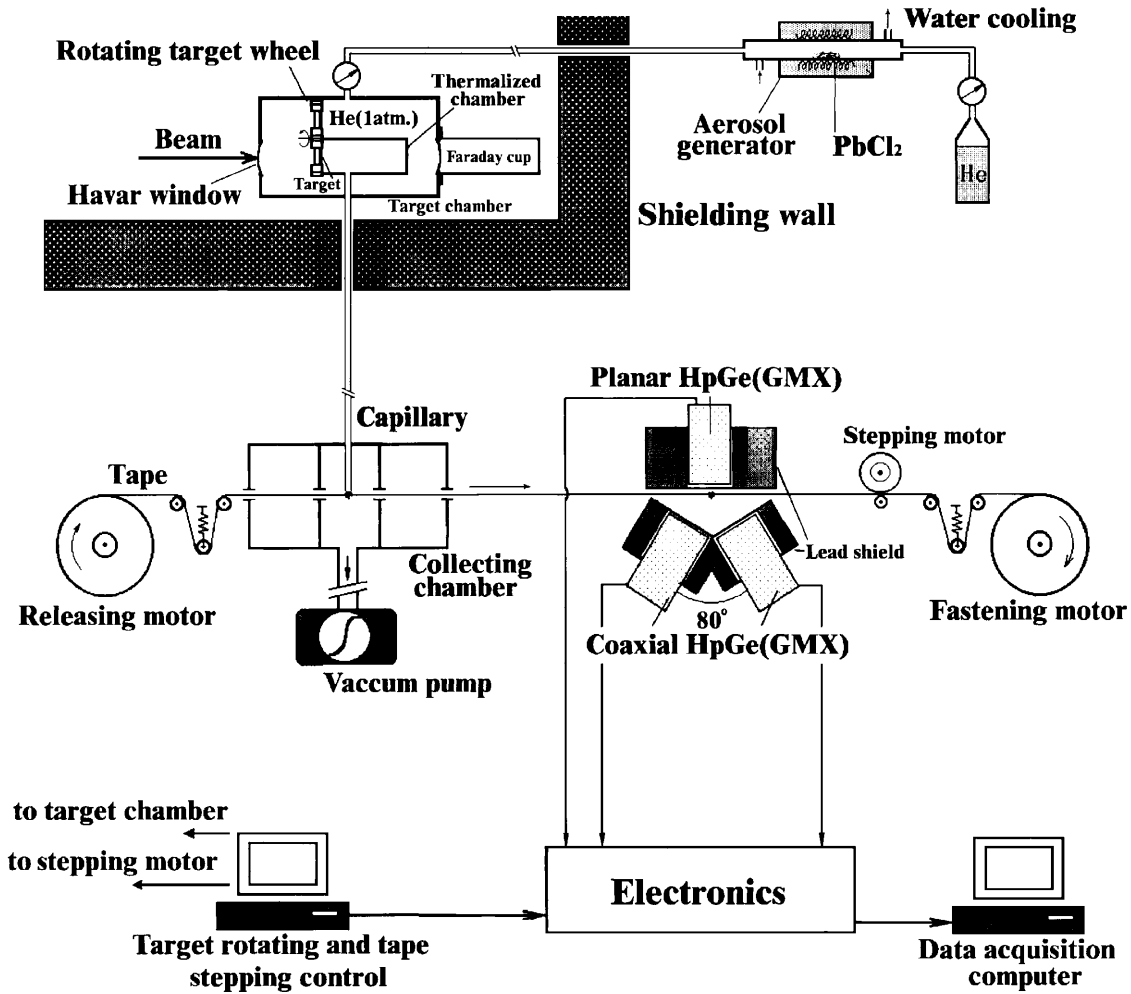 Water cooling
Rotating target wheel
Thermalized
chamber
He(1atm.)
Aerosol
generator
PbCl₂
Beam
Faraday cup
He
Target
Havar window
Target chamber
Shielding wall
Planar HpGe(GMX)
Capillary
Stepping motor
Tape
Lead shield
Collecting
chamber
Releasing motor
80°
Fastening motor
Coaxial HpGe(GMX)
Vaccum pump
to target chamber
to stepping motor
Electronics
Target rotating and tape
stepping control
Data acquisition
computer